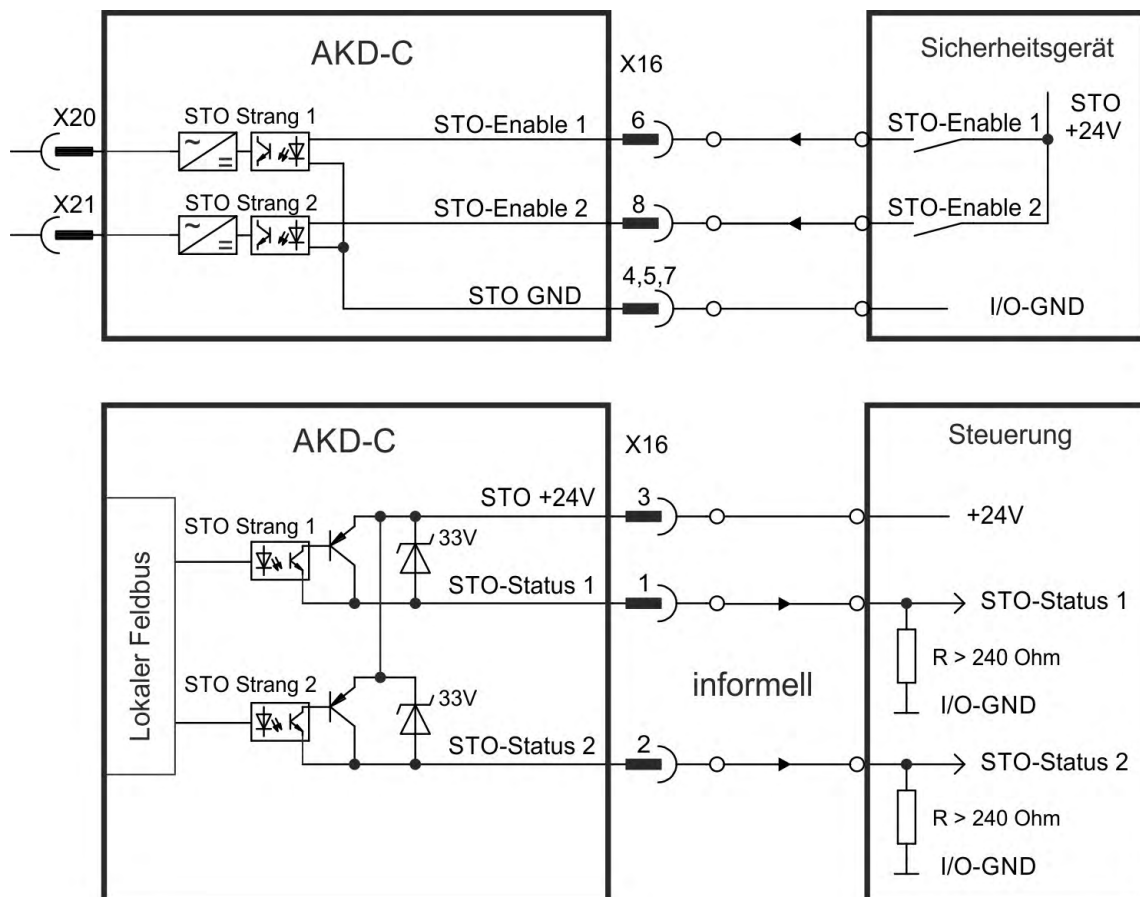 AKD-C
X16
Sicherheitsgerät
X20
STO Strang 1
STO-Enable 1
6
STO-Enable 1
STO
+24V
X21
STO Strang 2
STO-Enable 2
8
STO-Enable 2
STO GND
4,5,7
I/O-GND
AKD-C
X16
Steuerung
Lokaler Feldbus
STO +24V
3
+24V
STO Strang 1
33V
STO-Status 1
1
STO-Status 1
R > 240 Ohm
I/O-GND
informell
STO Strang 2
33V
STO-Status 2
2
STO-Status 2
R > 240 Ohm
I/O-GND